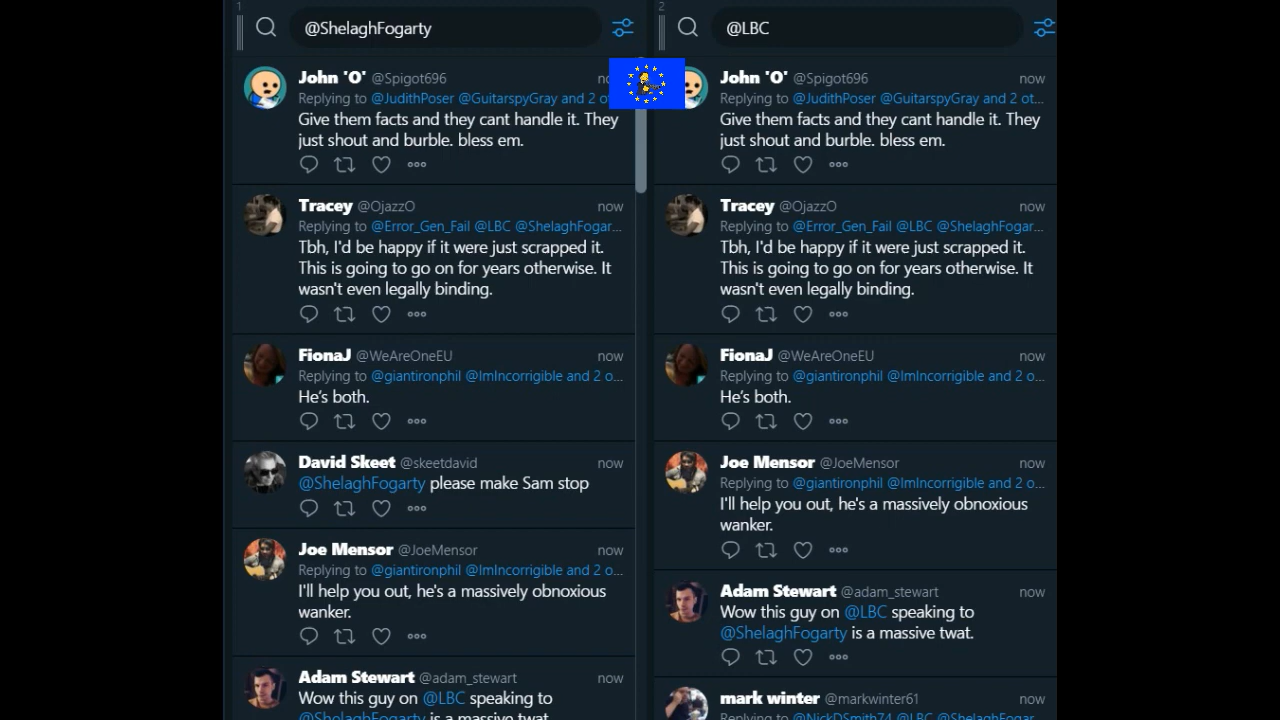 1
@ShelaghFogarty
John 'O' @Spigot696
Replying to @JudithPoser @GuitarspyGray and 2
Give them facts and they cant handle it. They
just shout and burble. bless em.
Tracey @OjazzO now
Replying to @Error_Gen_Fail @LBC @ShelaghFogar...
Tbh, I'd be happy if it were just scrapped it.
This is going to go on for years otherwise. It
wasn't even legally binding.
FionaJ @WeAreOneEU now
Replying to @giantironphil @ImIncorrigible and 2 o...
He's both.
David Skeet @skeetdavid now
@ShelaghFogarty please make Sam stop
Joe Mensor @JoeMensor now
Replying to @giantironphil @ImIncorrigible and 2 o...
I'll help you out, he's a massively obnoxious
wanker.
Adam Stewart @adam_stewart now
Wow this guy on @LBC speaking to
@ShelaghFogarty is a massive twat.
2
@LBC
John 'O' @Spigot696 now
Replying to @JudithPoser @GuitarspyGray and 2 ot...
Give them facts and they cant handle it. They
just shout and burble. bless em.
Tracey @OjazzO now
Replying to @Error_Gen_Fail @LBC @ShelaghFogar...
Tbh, I'd be happy if it were just scrapped it.
This is going to go on for years otherwise. It
wasn't even legally binding.
FionaJ @WeAreOneEU now
Replying to @giantironphil @ImIncorrigible and 2 o...
He's both.
Joe Mensor @JoeMensor now
Replying to @giantironphil @ImIncorrigible and 2 o...
I'll help you out, he's a massively obnoxious
wanker.
Adam Stewart @adam_stewart now
Wow this guy on @LBC speaking to
@ShelaghFogarty is a massive twat.
mark winter @markwinter61 now
Replying to @NickDSmith74 @LBC @ShelaghFogar...